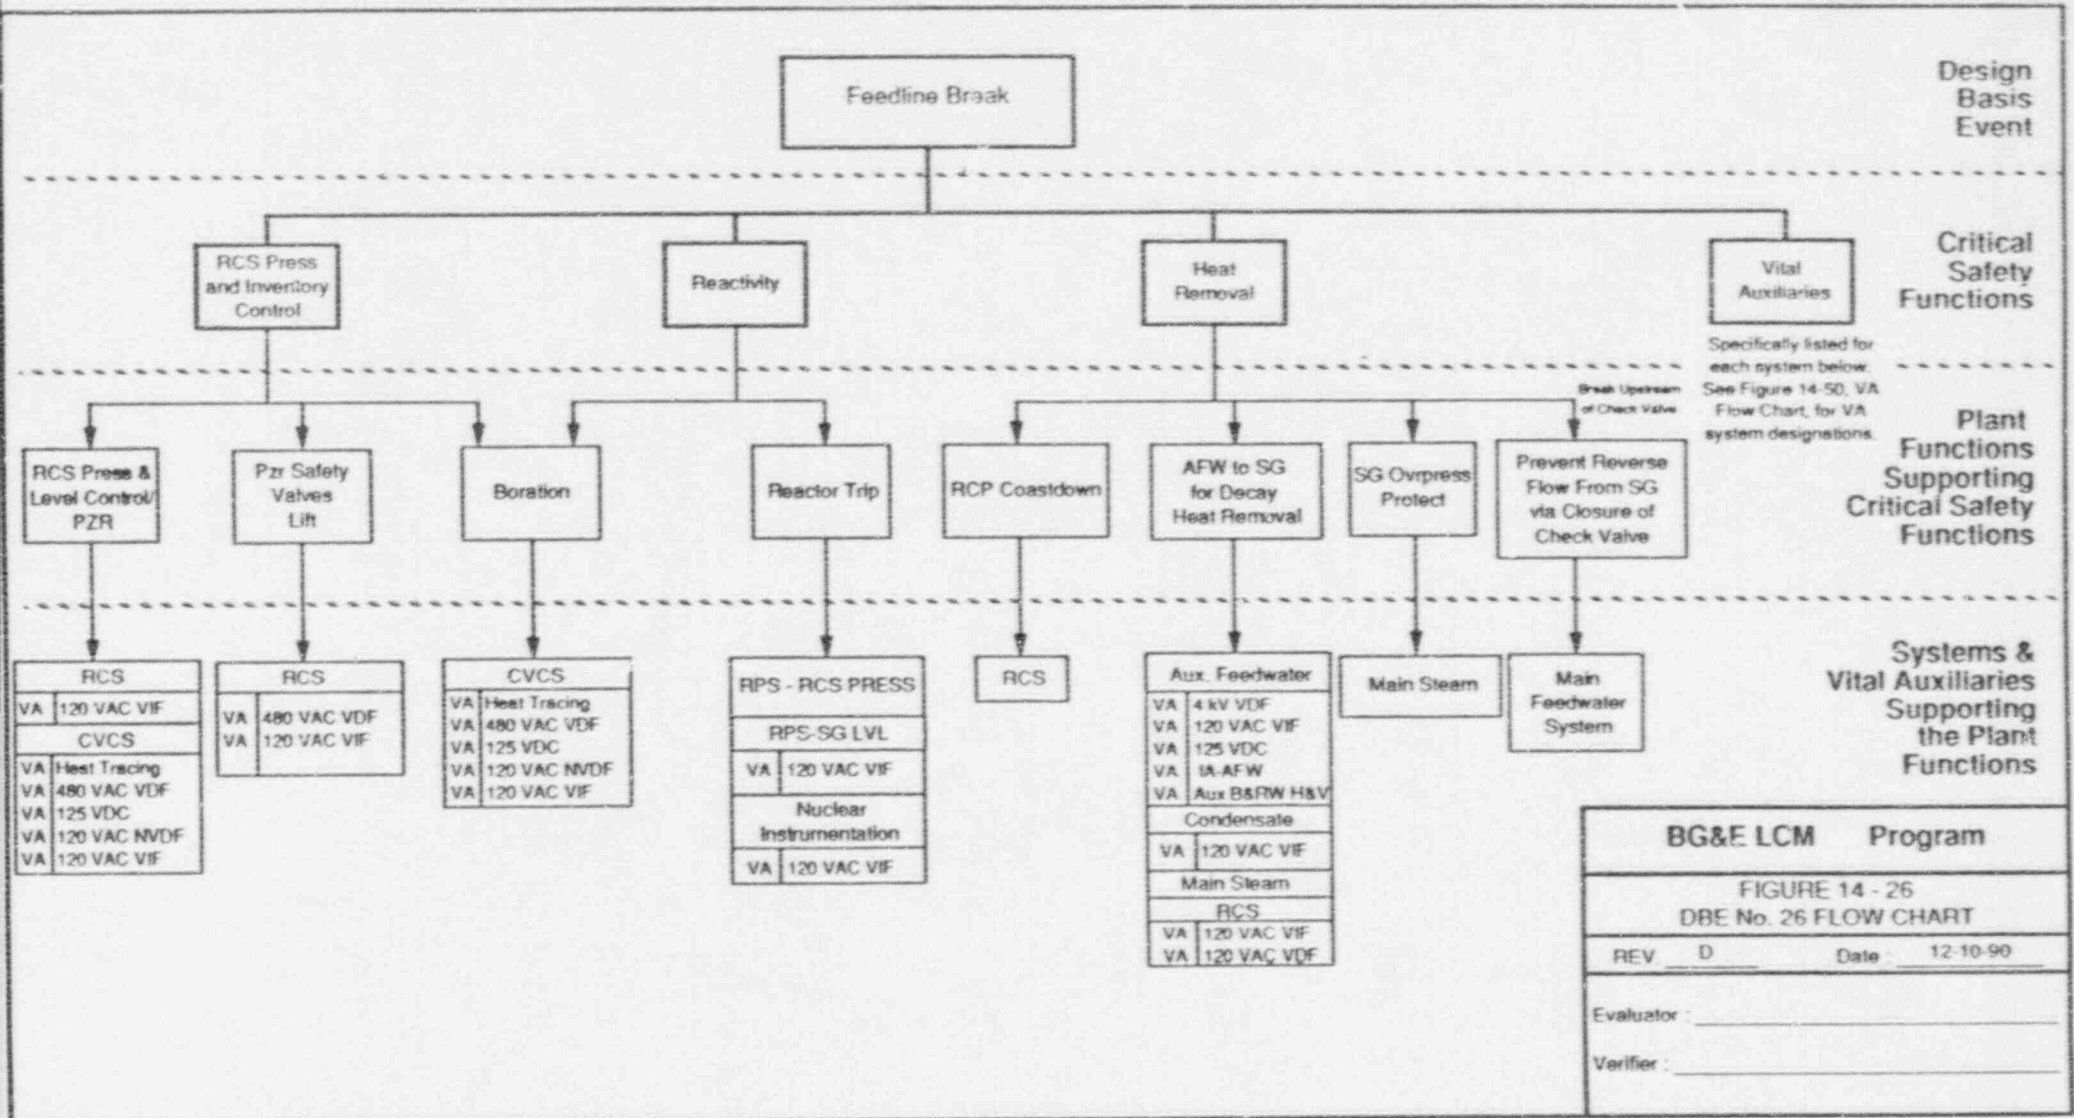 Feedline Break
Design
Basis
Event
RCS Press
and Inventory
Control
Reactivity
Heat
Removal
Vital
Auxiliaries
Critical
Safety
Functions
Specifically listed for
each system below.
See Figure 14-50, VA
Flow Chart, for VA
system designations.
Break Upstream
of Check Valve
RCS Press &
Level Control/
PZR
Pzr Safety
Valves
Lift
Boration
Reactor Trip
RCP Coastdown
AFW to SG
for Decay
Heat Removal
SG Ovrpress
Protect
Prevent Reverse
Flow From SG
via Closure of
Check Valve
Plant
Functions
Supporting
Critical Safety
Functions
RCS
VA 120 VAC VIF
CVCS
VA Heat Tracing
VA 480 VAC VDF
VA 125 VDC
VA 120 VAC NVDF
VA 120 VAC VIF
RCS
VA 480 VAC VDF
VA 120 VAC VIF
CVCS
VA Heat Tracing
VA 480 VAC VDF
VA 125 VDC
VA 120 VAC NVDF
VA 120 VAC VIF
RPS - RCS PRESS
RPS-SG LVL
VA 120 VAC VIF
Nuclear
Instrumentation
VA 120 VAC VIF
RCS
Aux. Feedwater
VA 4 kV VDF
VA 120 VAC VIF
VA 125 VDC
VA IA-AFW
VA Aux B&RW H&V
Condensate
VA 120 VAC VIF
Main Steam
RCS
VA 120 VAC VIF
VA 120 VAC VDF
Main Steam
Main
Feedwater
System
Systems &
Vital Auxiliaries
Supporting
the Plant
Functions
BG&E LCM Program
FIGURE 14 - 26
DBE No. 26 FLOW CHART
REV. D Date : 12-10-90
Evaluator :
Verifier :